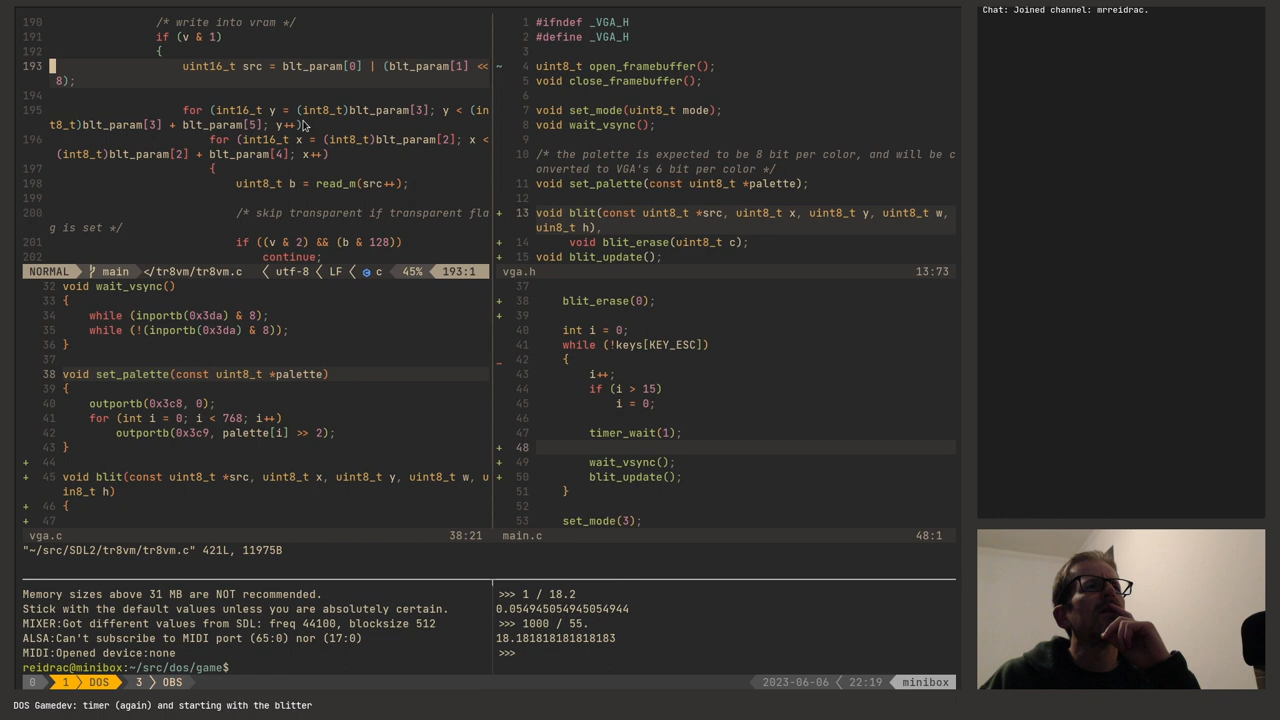 190 /* write into vram */
191 if (v & 1)
192 {
193 uint16_t src = blt_param[0] | (blt_param[1] <<
8);
194
195 for (int16_t y = (int8_t)blt_param[3]; y < (in
t8_t)blt_param[3] + blt_param[5]; y++)
196 for (int16_t x = (int8_t)blt_param[2]; x <
(int8_t)blt_param[2] + blt_param[4]; x++)
197 {
198 uint8_t b = read_m(src++);
199
200 /* skip transparent if transparent fla
g is set */
201 if ((v & 2) && (b & 128))
202 continue;
NORMAL main </tr8vm/tr8vm.c utf-8 LF c 45% 193:1
32 void wait_vsync()
33 {
34 while (inportb(0x3da) & 8);
35 while (!(inportb(0x3da) & 8));
36 }
37
38 void set_palette(const uint8_t *palette)
39 {
40 outportb(0x3c8, 0);
41 for (int i = 0; i < 768; i++)
42 outportb(0x3c9, palette[i] >> 2);
43 }
+ 44
+ 45 void blit(const uint8_t *src, uint8_t x, uint8_t y, uint8_t w, u
in8_t h)
+ 46 {
+ 47
vga.c 38:21
"~/src/SDL2/tr8vm/tr8vm.c" 421L, 11975B
1 #ifndef _VGA_H
2 #define _VGA_H
3
~ 4 uint8_t open_framebuffer();
5 void close_framebuffer();
6
7 void set_mode(uint8_t mode);
8 void wait_vsync();
9
10 /* the palette is expected to be 8 bit per color, and will be c
onverted to VGA's 6 bit per color */
11 void set_palette(const uint8_t *palette);
12
+ 13 void blit(const uint8_t *src, uint8_t x, uint8_t y, uint8_t w,
uin8_t h),
+ 14 void blit_erase(uint8_t c);
+ 15 void blit_update();
vga.h 13:73
37
+ 38 blit_erase(0);
+ 39
40 int i = 0;
41 while (!keys[KEY_ESC])
_ 42 {
43 i++;
44 if (i > 15)
45 i = 0;
46
47 timer_wait(1);
+ 48
+ 49 wait_vsync();
+ 50 blit_update();
51 }
52
53 set_mode(3);
main.c 48:1
Memory sizes above 31 MB are NOT recommended.
Stick with the default values unless you are absolutely certain.
MIXER:Got different values from SDL: freq 44100, blocksize 512
ALSA:Can't subscribe to MIDI port (65:0) nor (17:0)
MIDI:Opened device:none
reidrac@minibox:~/src/dos/game$
>>> 1 / 18.2
0.054945054945054944
>>> 1000 / 55.
18.181818181818183
>>>
0 1 DOS 3 OBS 2023-06-06 22:19 minibox
DOS Gamedev: timer (again) and starting with the blitter
Chat: Joined channel: mrreidrac.